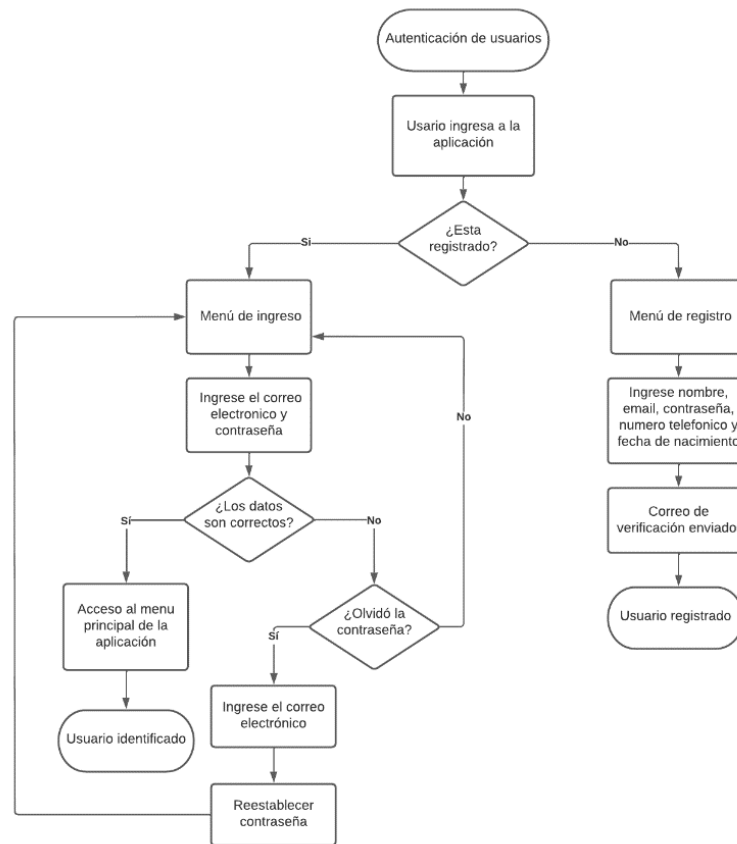 Autenticación de usuarios
Usario ingresa a la
aplicación
¿Esta
registrado?
Si
No
Menú de ingreso
Menú de registro
Ingrese el correo
electronico y
contraseña
Ingrese nombre,
email, contraseña,
numero telefonico y
fecha de nacimiento
No
¿Los datos
son correctos?
Sí
No
Correo de
verificación enviado
Acceso al menu
principal de la
aplicación
¿Olvidó la
contraseña?
Usuario registrado
Sí
Ingrese el correo
electrónico
Usuario identificado
Reestablecer
contraseña